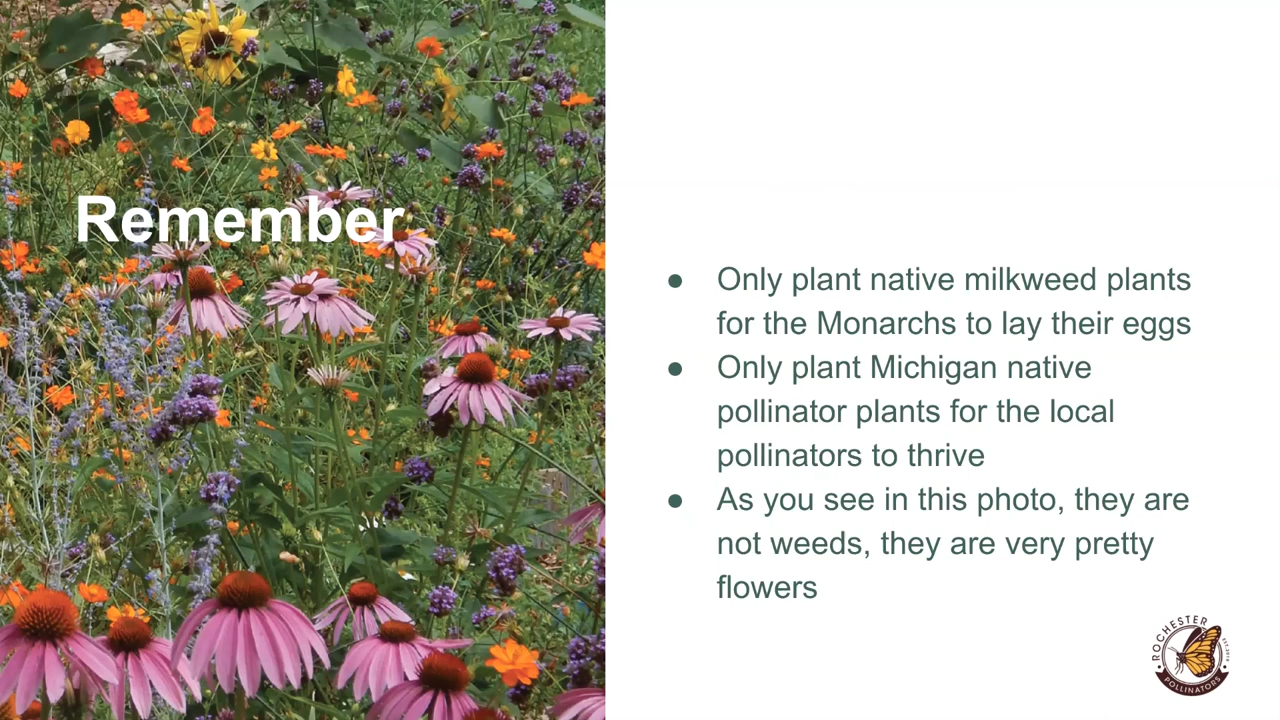 Remember
● Only plant native milkweed plants
for the Monarchs to lay their eggs
● Only plant Michigan native
pollinator plants for the local
pollinators to thrive
● As you see in this photo, they are
not weeds, they are very pretty
flowers
ROCHESTER
POLLINATORS